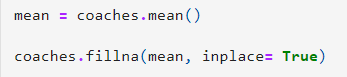 mean = coaches.mean()
coaches.fillna(mean, inplace= True)